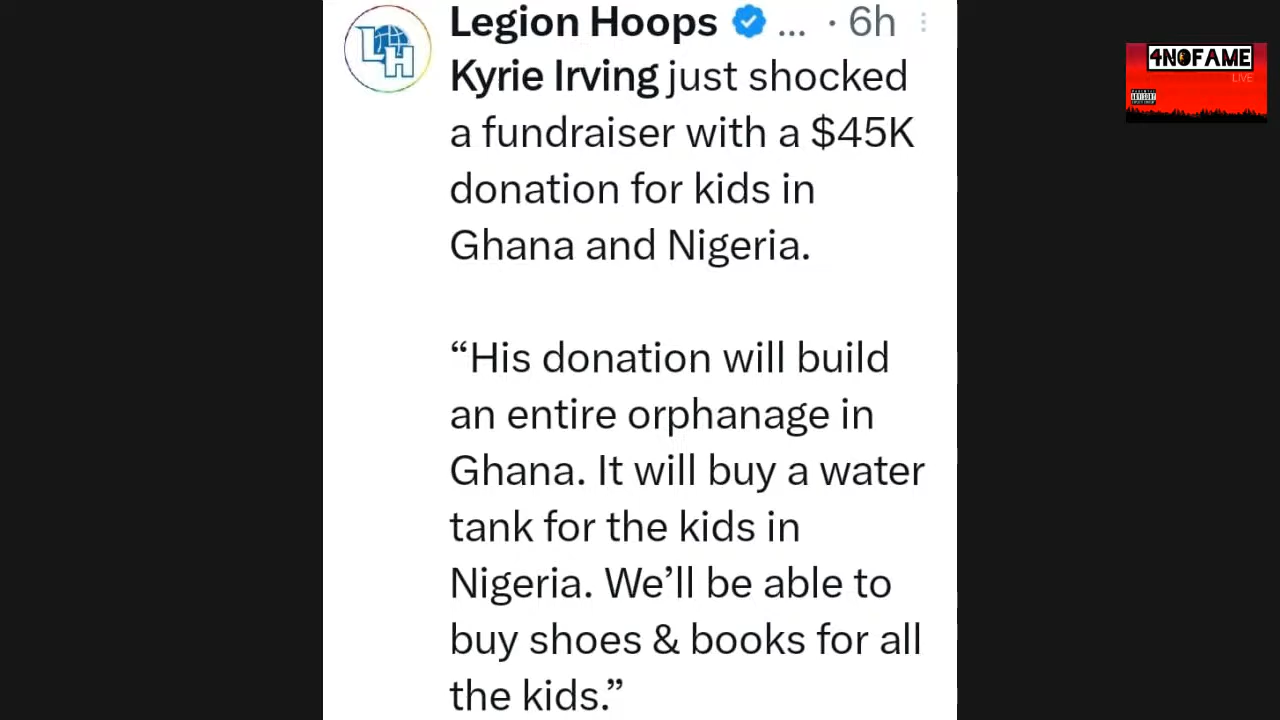 Legion Hoops ... · 6h
Kyrie Irving just shocked
a fundraiser with a $45K
donation for kids in
Ghana and Nigeria.
“His donation will build
an entire orphanage in
Ghana. It will buy a water
tank for the kids in
Nigeria. We’ll be able to
buy shoes & books for all
the kids.”
LH
4NOFAME
LIVE